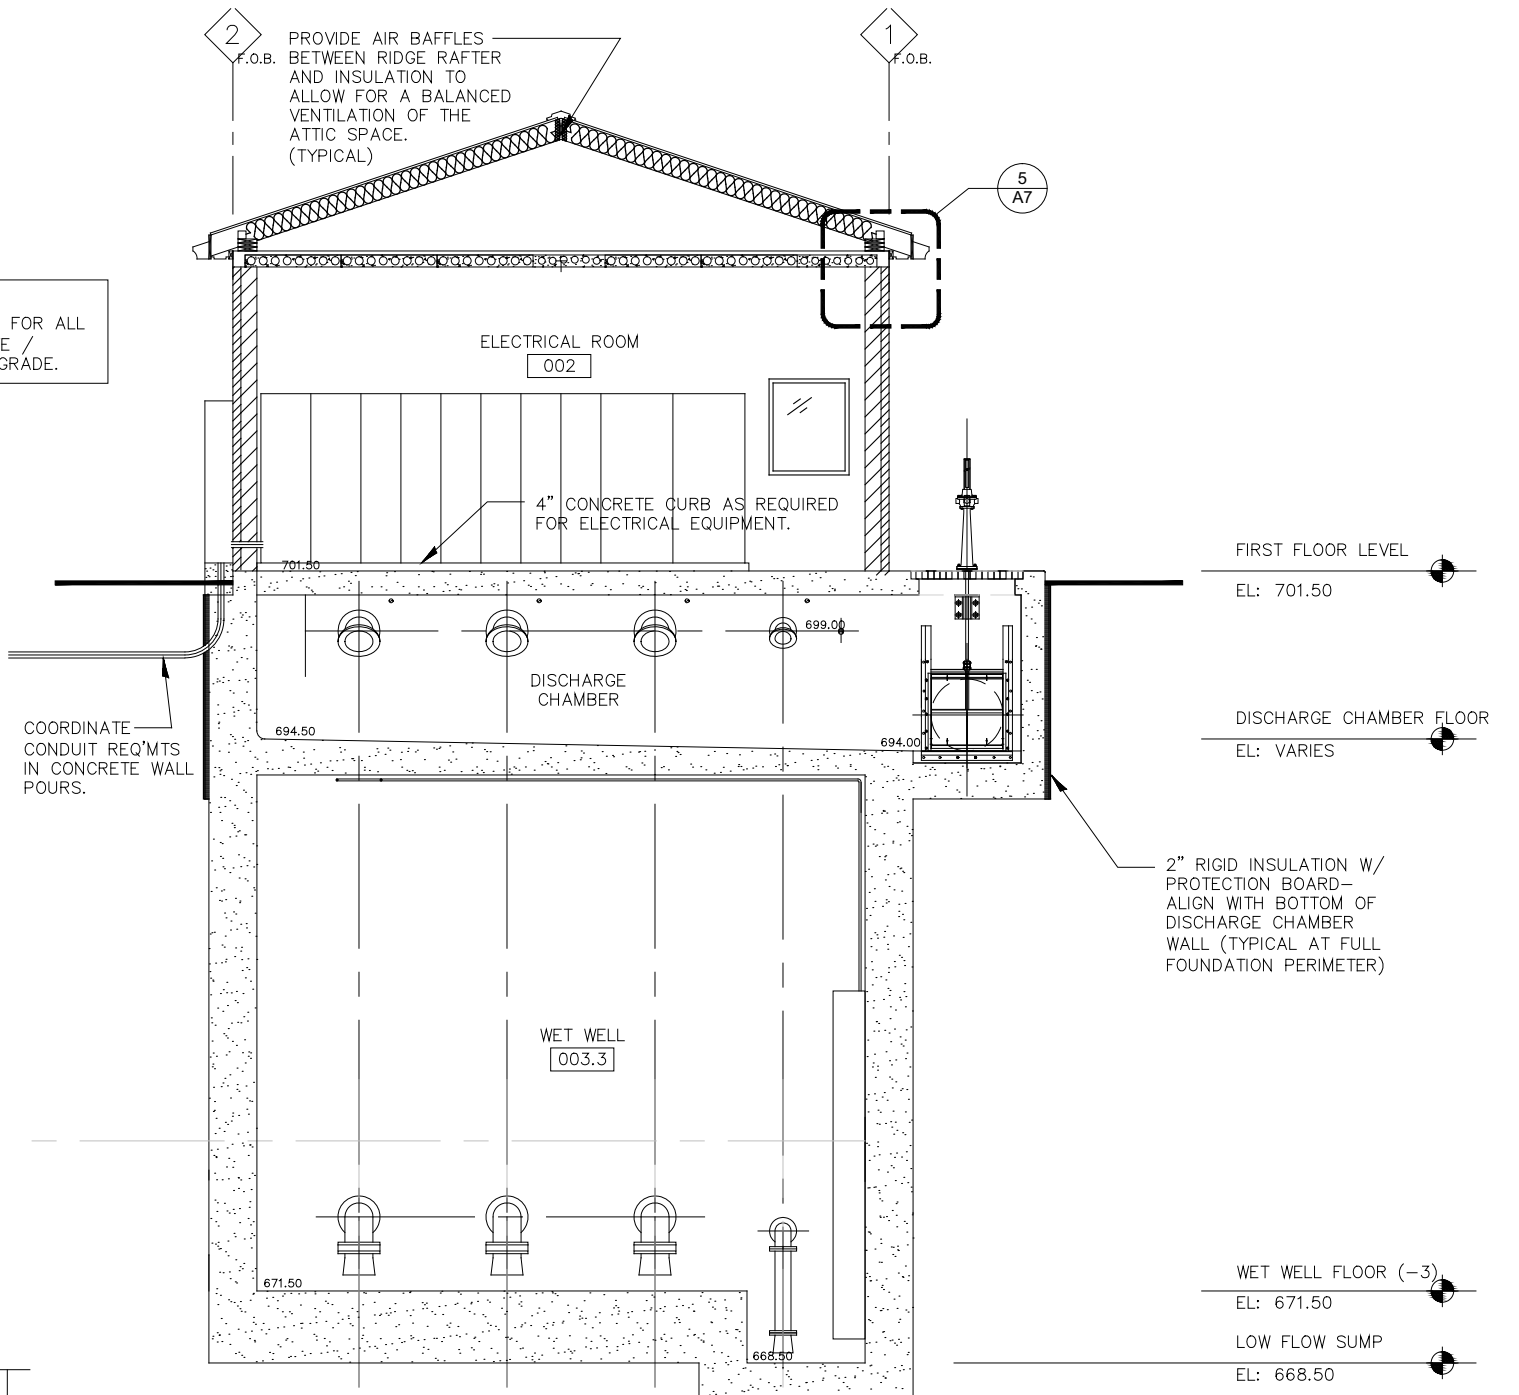 2
F.O.B.
PROVIDE AIR BAFFLES
BETWEEN RIDGE RAFTER
AND INSULATION TO
ALLOW FOR A BALANCED
VENTILATION OF THE
ATTIC SPACE.
(TYPICAL)
1
F.O.B.
5
A7
FOR ALL
E /
GRADE.
ELECTRICAL ROOM
002
4" CONCRETE CURB AS REQUIRED
FOR ELECTRICAL EQUIPMENT.
701.50
FIRST FLOOR LEVEL
EL: 701.50
699.00
DISCHARGE
CHAMBER
COORDINATE
CONDUIT REQ'MTS
IN CONCRETE WALL
POURS.
694.50
694.00
DISCHARGE CHAMBER FLOOR
EL: VARIES
2" RIGID INSULATION W/
PROTECTION BOARD-
ALIGN WITH BOTTOM OF
DISCHARGE CHAMBER
WALL (TYPICAL AT FULL
FOUNDATION PERIMETER)
WET WELL
003.3
671.50
WET WELL FLOOR (-3)
EL: 671.50
668.50
LOW FLOW SUMP
EL: 668.50